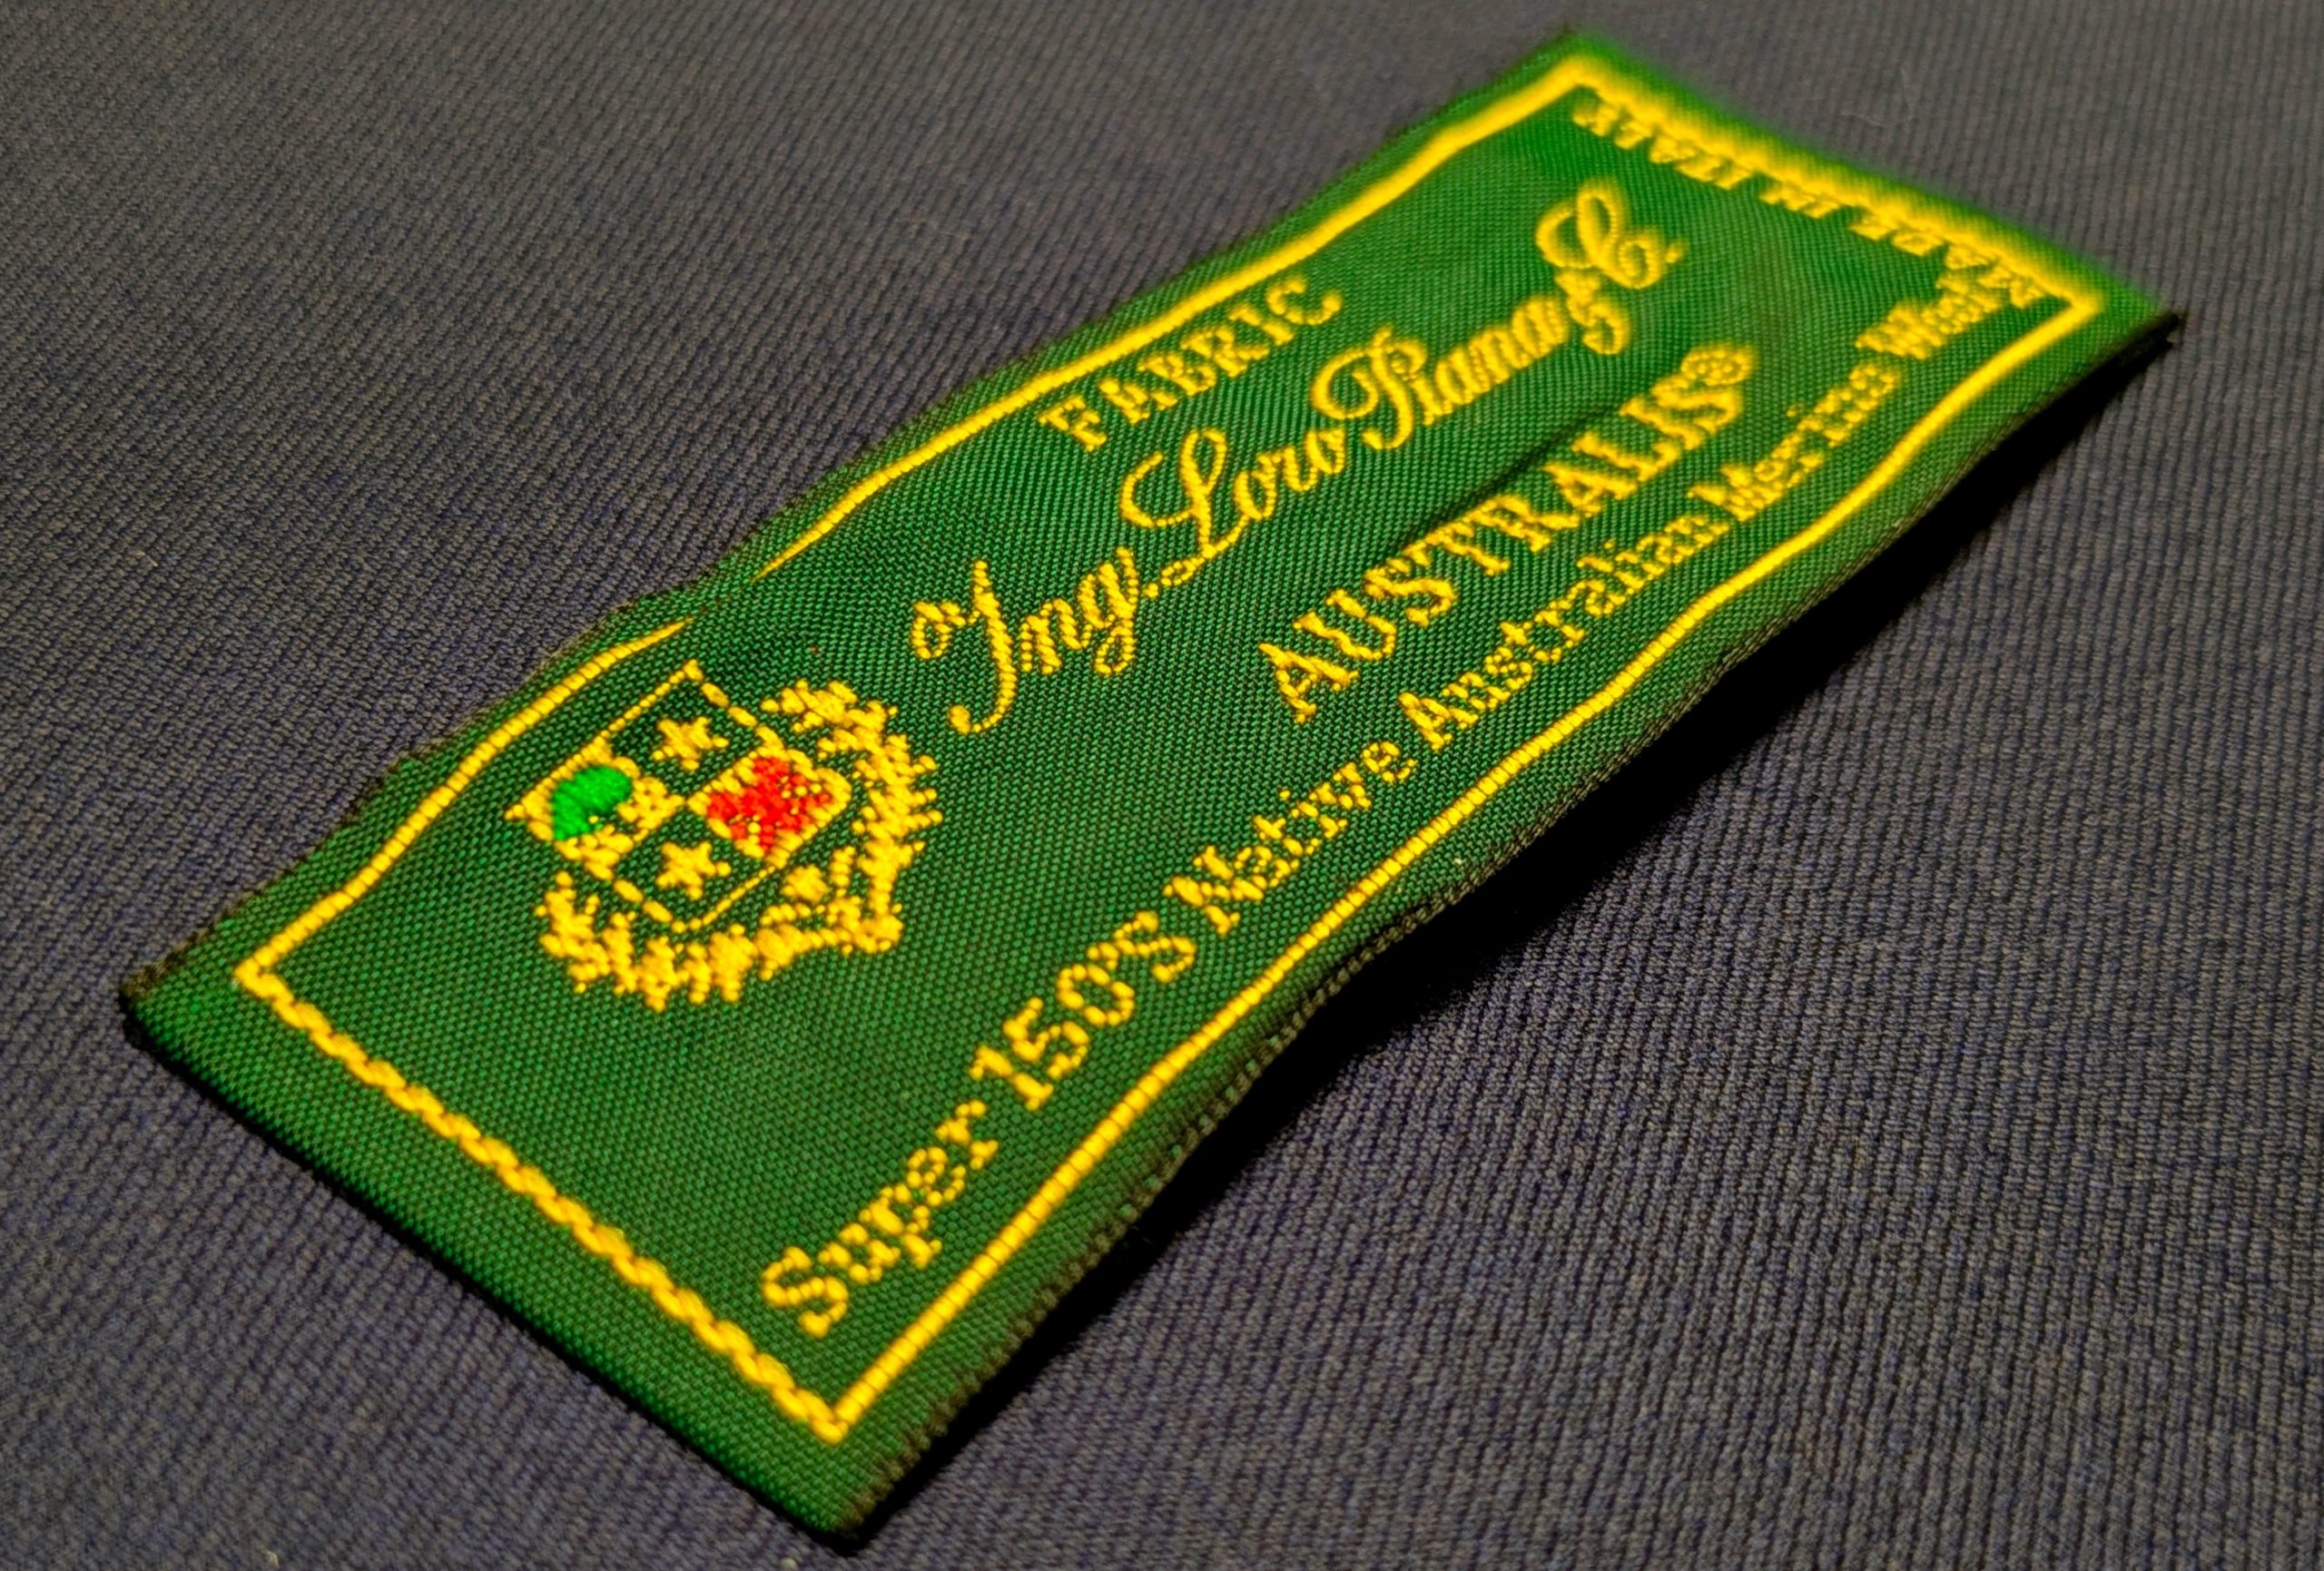 FABRIC
Ing. Loro Piana & C.
AUSTRALIS®
Super 150'S Native Australian Merino Wool
MADE IN ITALY